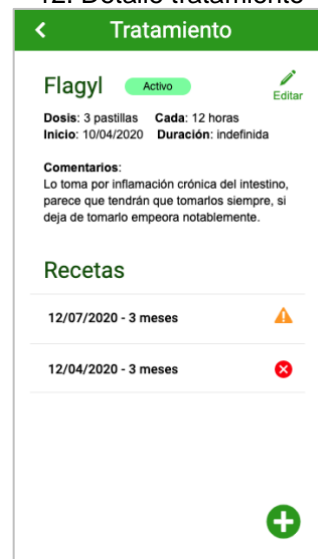 12. Detalle tratamiento
Tratamiento
Flagyl Activo
Editar
Dosis: 3 pastillas Cada: 12 horas
Inicio: 10/04/2020 Duración: indefinida
Comentarios:
Lo toma por inflamación crónica del intestino,
parece que tendrán que tomarlos siempre, si
deja de tomarlo empeora notablemente.
Recetas
12/07/2020 - 3 meses
12/04/2020 - 3 meses